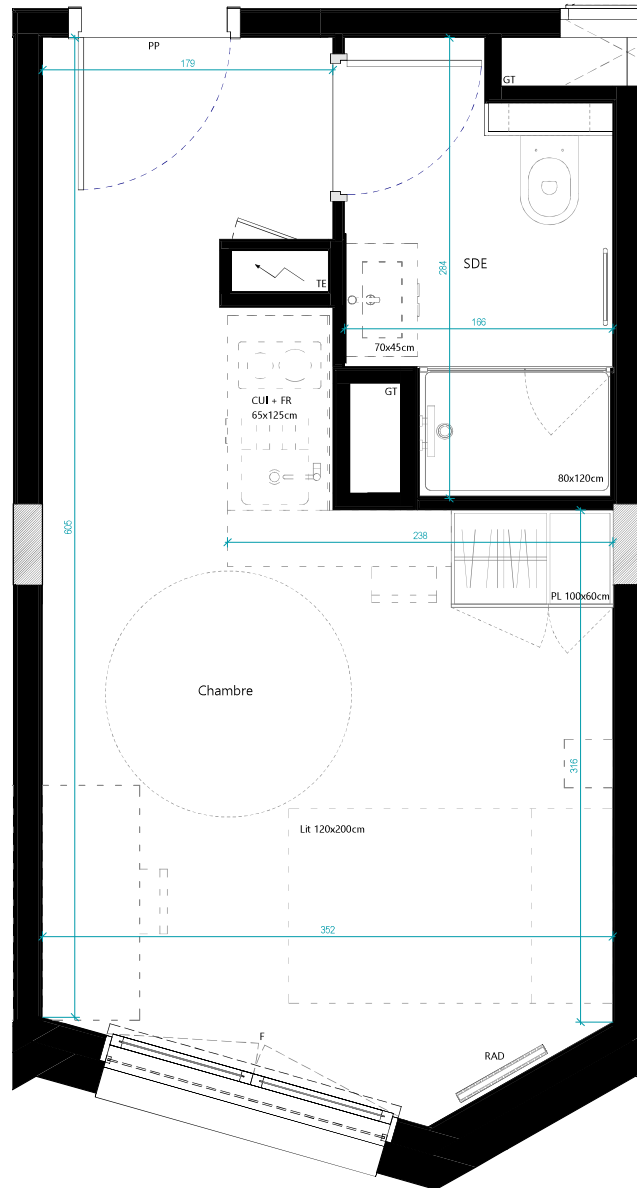 PP
179
GT
SDE
284
TE
166
70x45cm
GT
CUI + FR
65x125cm
80x120cm
605
238
PL 100x60cm
Chambre
316
Lit 120x200cm
352
F
RAD